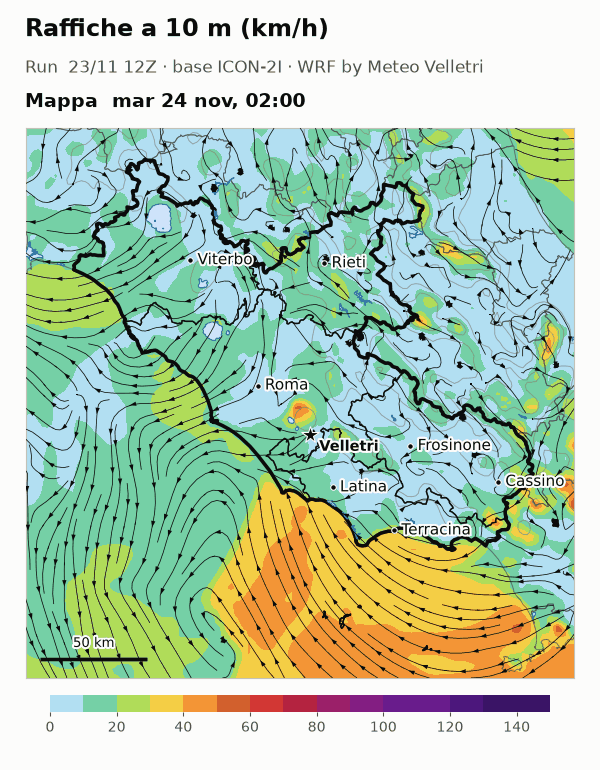 Raffiche a 10 m (km/h)
Run  23/11 12Z · base ICON-2I · WRF by Meteo Velletri
Mappa  mar 24 nov, 02:00
Viterbo
Rieti
Roma
Velletri
Frosinone
Cassino
Latina
Terracina
50 km
0 20 40 60 80 100 120 140